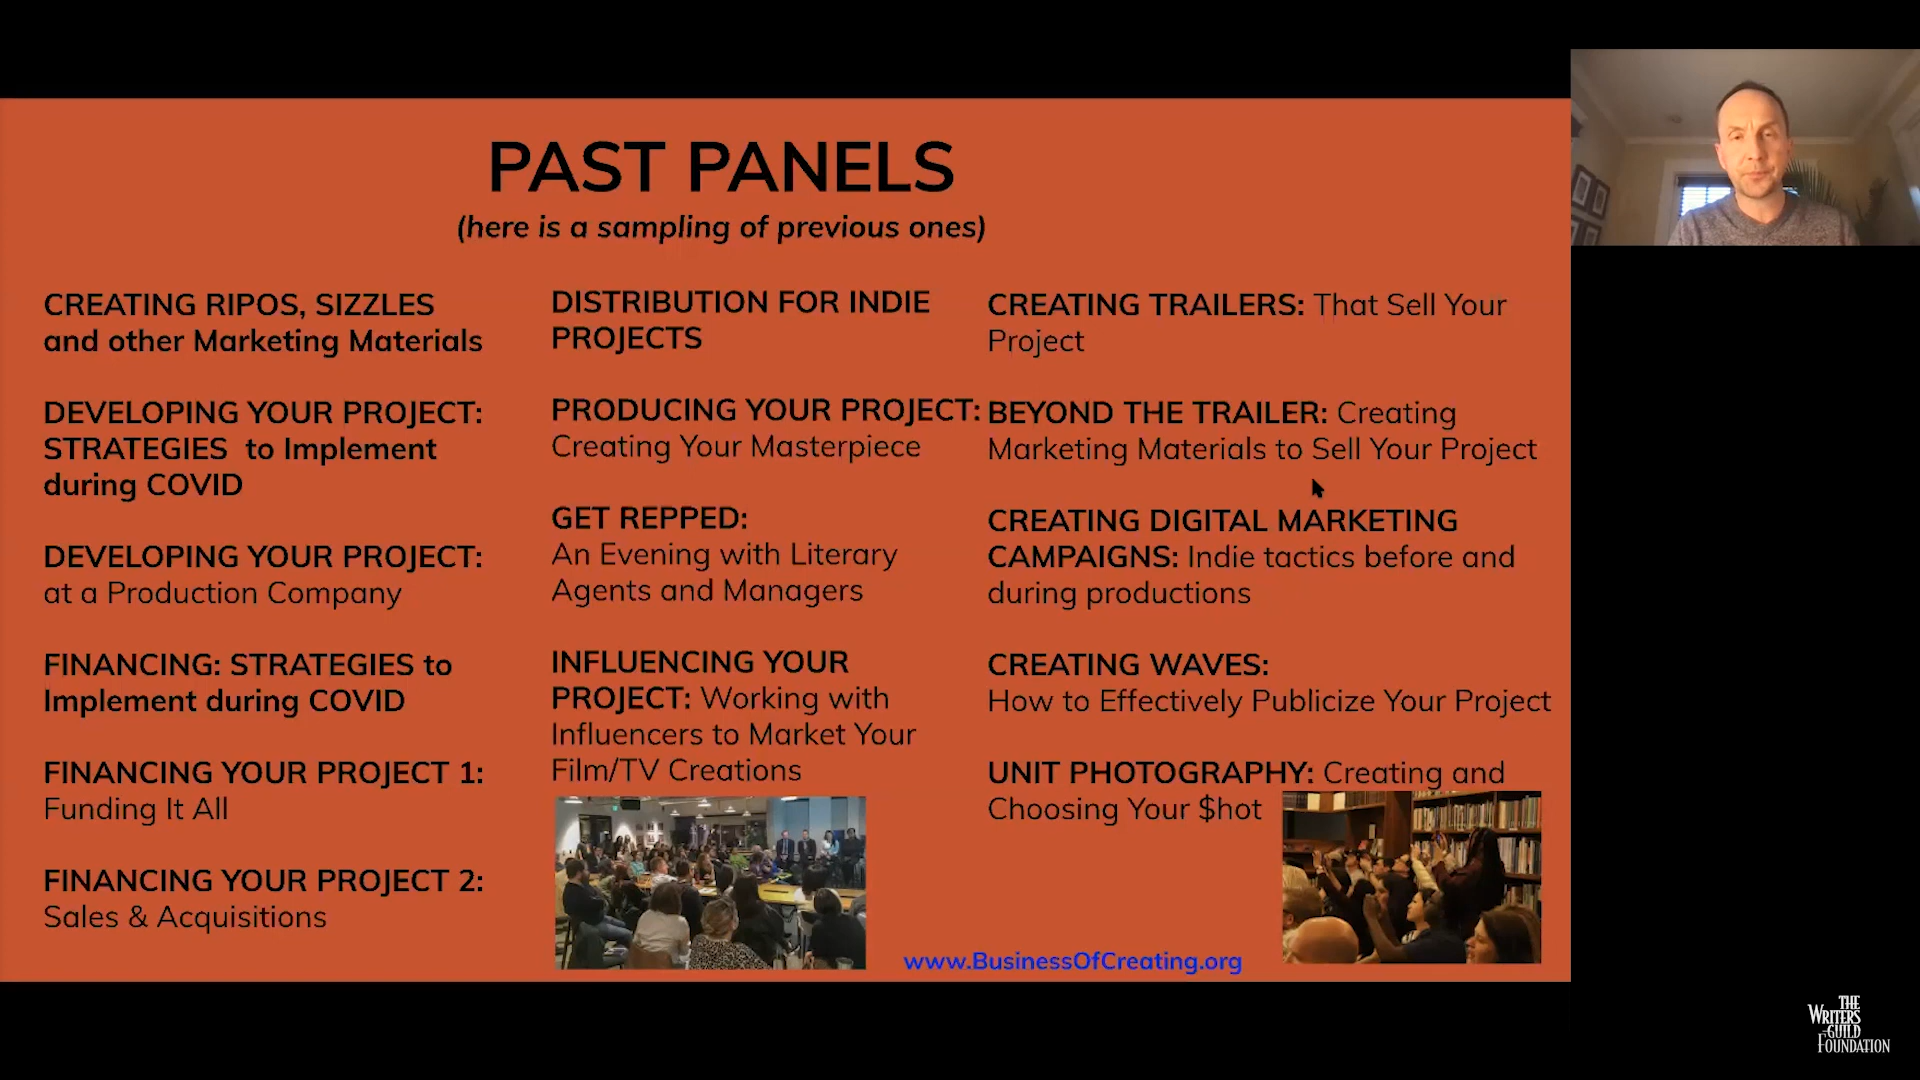 PAST PANELS
(here is a sampling of previous ones)
CREATING RIPOS, SIZZLES
and other Marketing Materials
DEVELOPING YOUR PROJECT:
STRATEGIES to Implement
during COVID
DEVELOPING YOUR PROJECT:
at a Production Company
FINANCING: STRATEGIES to
Implement during COVID
FINANCING YOUR PROJECT 1:
Funding It All
FINANCING YOUR PROJECT 2:
Sales & Acquisitions
DISTRIBUTION FOR INDIE
PROJECTS
PRODUCING YOUR PROJECT:
Creating Your Masterpiece
GET REPPED:
An Evening with Literary
Agents and Managers
INFLUENCING YOUR
PROJECT: Working with
Influencers to Market Your
Film/TV Creations
CREATING TRAILERS: That Sell Your
Project
BEYOND THE TRAILER: Creating
Marketing Materials to Sell Your Project
CREATING DIGITAL MARKETING
CAMPAIGNS: Indie tactics before and
during productions
CREATING WAVES:
How to Effectively Publicize Your Project
UNIT PHOTOGRAPHY: Creating and
Choosing Your $hot
www.BusinessOfCreating.org
THE
WRITERS
GUILD
FOUNDATION